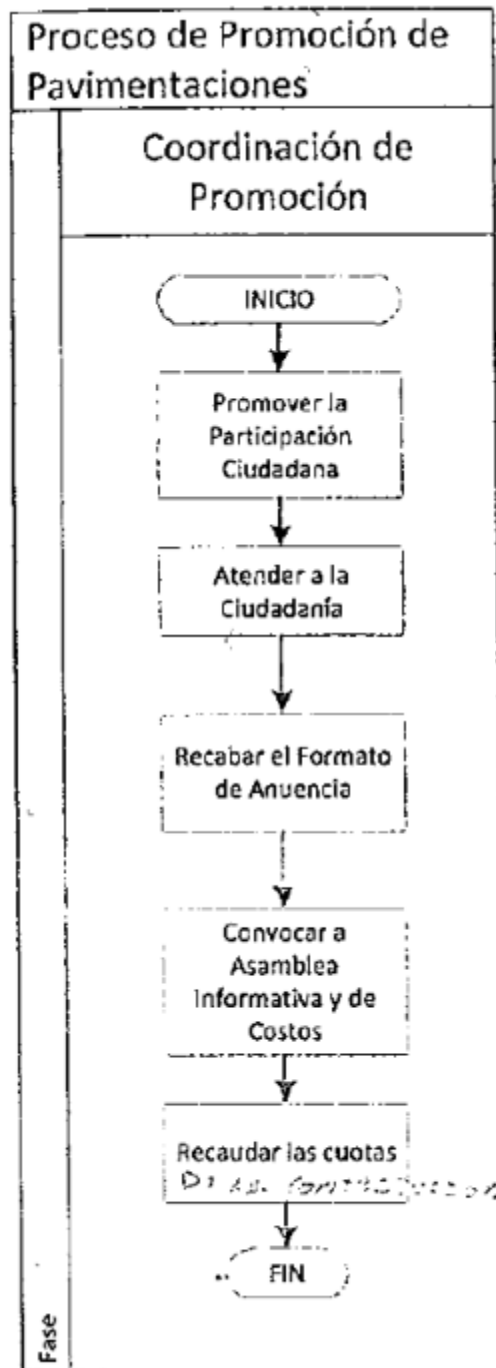 Proceso de Promoción de
Pavimentaciones
Coordinación de
Promoción
INICIO
Promover la
Participación
Ciudadana
Atender a la
Ciudadanía
Recabar el Formato
de Anuencia
Convocar a
Asamblea
Informativa y de
Costos
Recaudar las cuotas
FIN
Fase